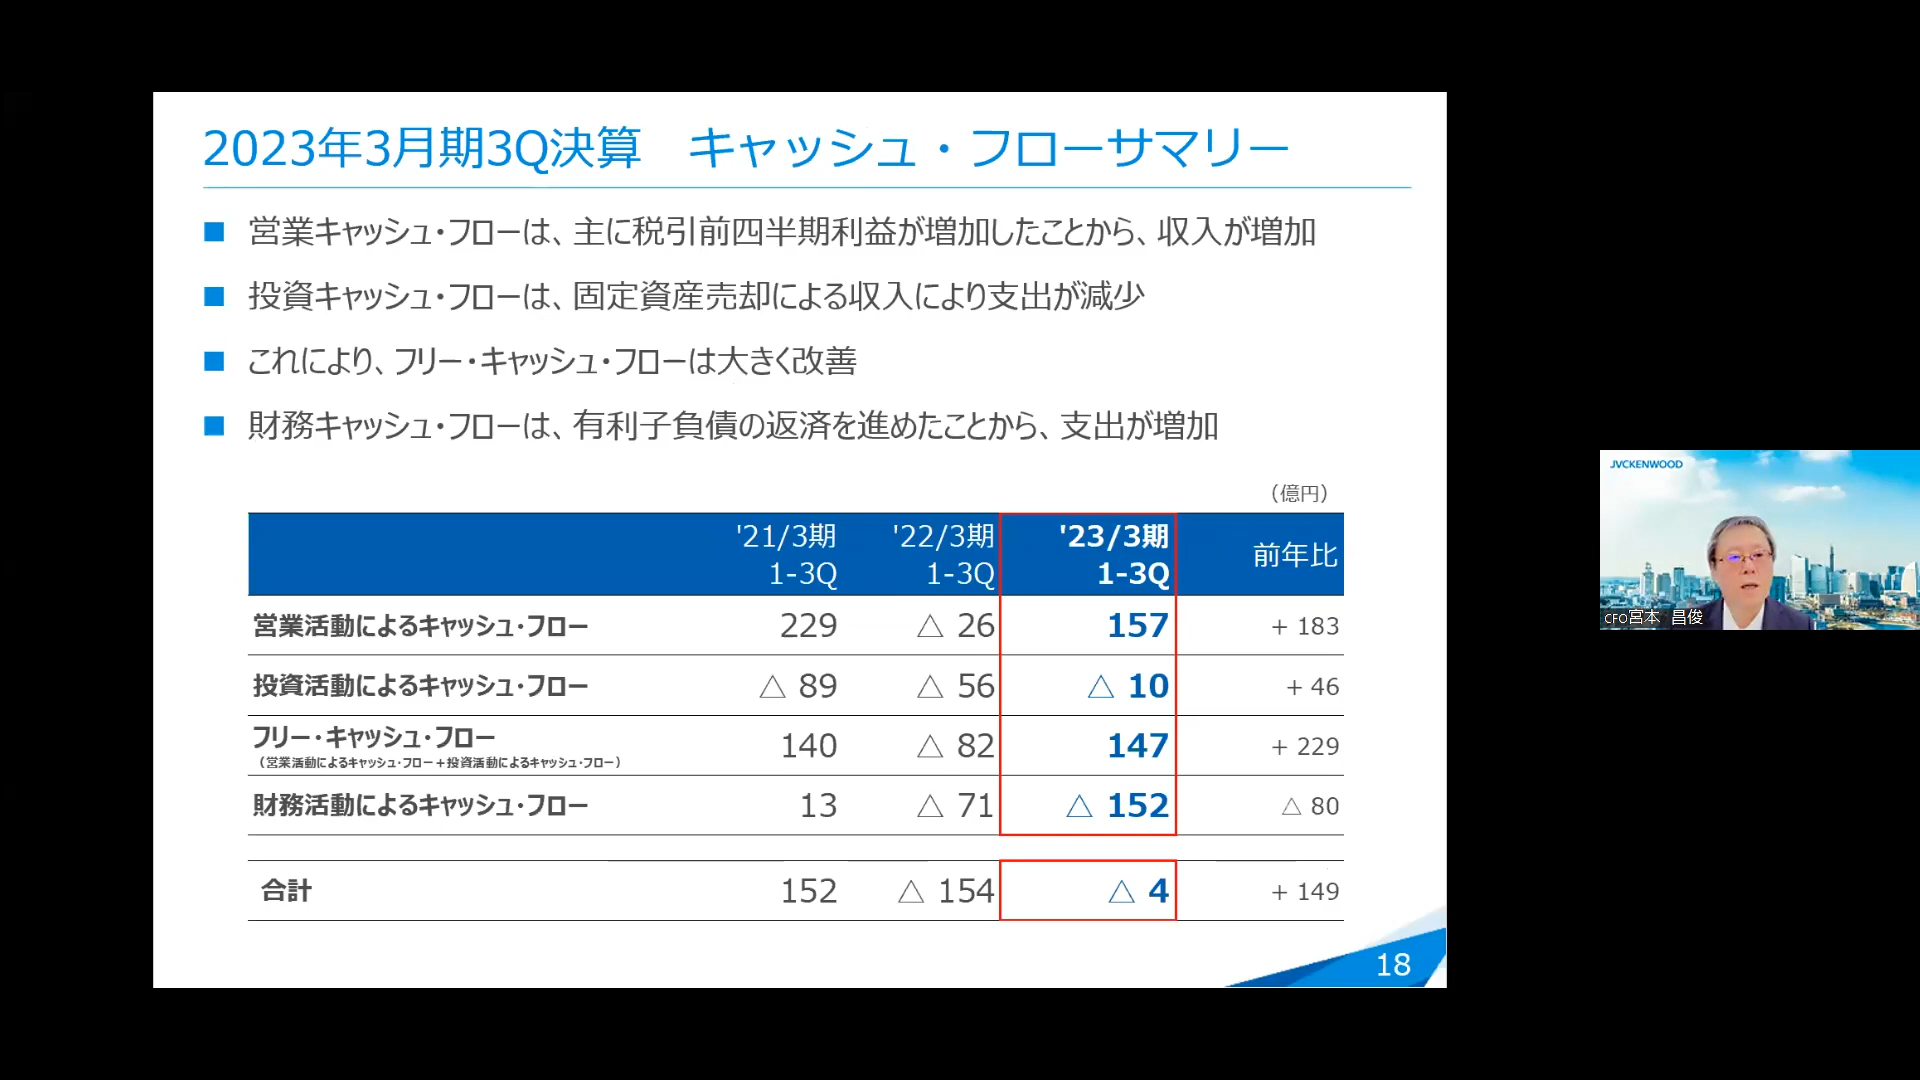 2023年3月期3Q決算　キャッシュ・フローサマリー
■ 営業キャッシュ・フローは、主に税引前四半期利益が増加したことから、収入が増加
■ 投資キャッシュ・フローは、固定資産売却による収入により支出が減少
■ これにより、フリー・キャッシュ・フローは大きく改善
■ 財務キャッシュ・フローは、有利子負債の返済を進めたことから、支出が増加
（億円）
'21/3期 1-3Q '22/3期 1-3Q '23/3期 1-3Q 前年比
営業活動によるキャッシュ・フロー 229 △ 26 157 + 183
投資活動によるキャッシュ・フロー △ 89 △ 56 △ 10 + 46
フリー・キャッシュ・フロー 140 △ 82 147 + 229
（営業活動によるキャッシュ・フロー＋投資活動によるキャッシュ・フロー）
財務活動によるキャッシュ・フロー 13 △ 71 △ 152 △ 80
合計 152 △ 154 △ 4 + 149
18
JVCKENWOOD
CFO宮本　昌俊